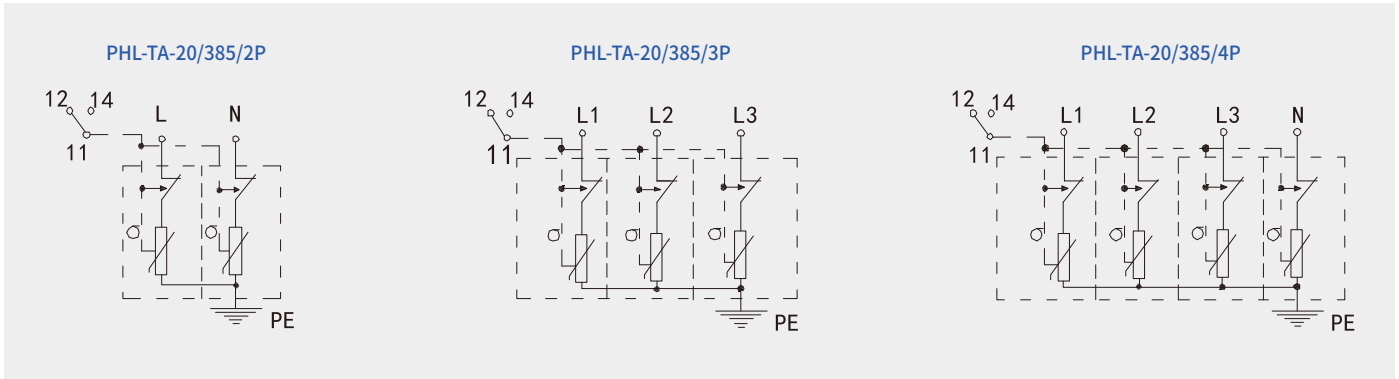 PHL-TA-20/385/2P
12 14 L N
11
PE
PHL-TA-20/385/3P
12 14 L1 L2 L3
11
PE
PHL-TA-20/385/4P
12 14 L1 L2 L3 N
11
PE